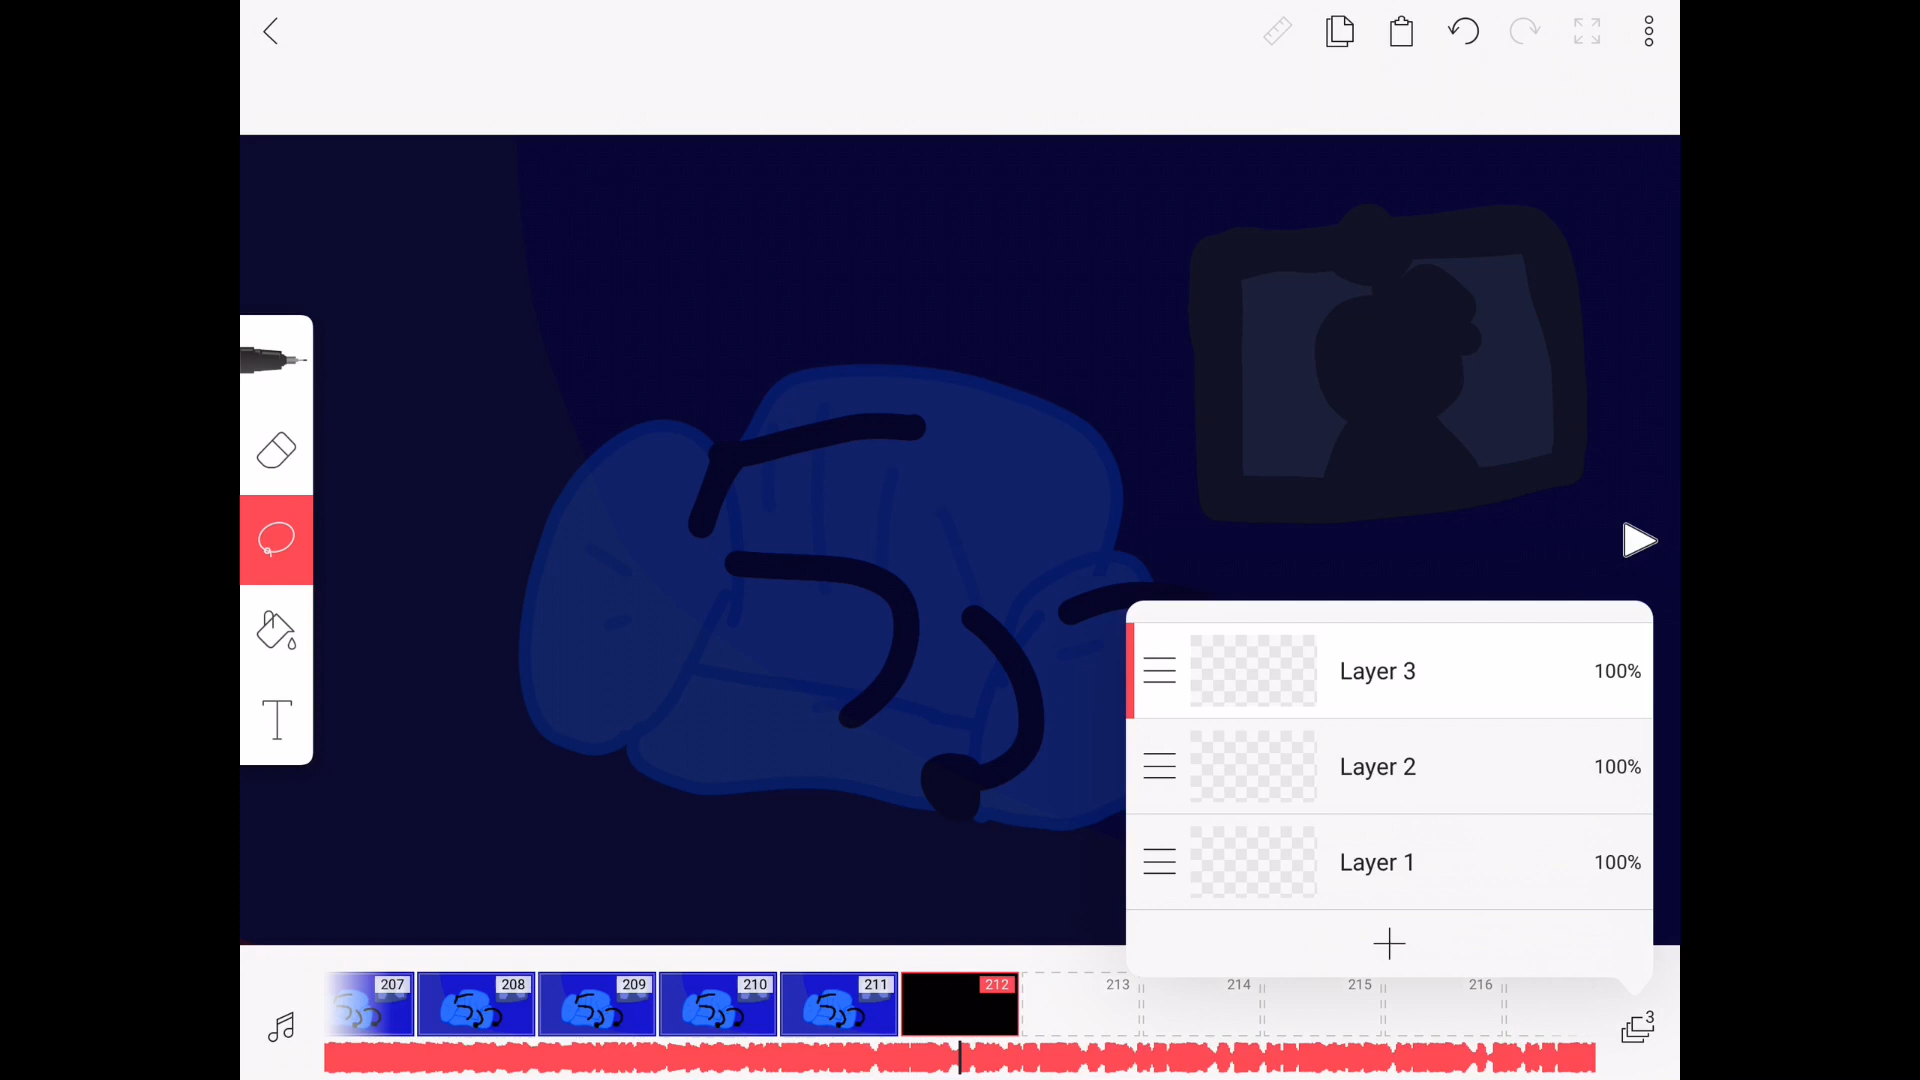 Layer 3 100%
Layer 2 100%
Layer 1 100%
207 208 209 210 211 212 213 214 215 216
3